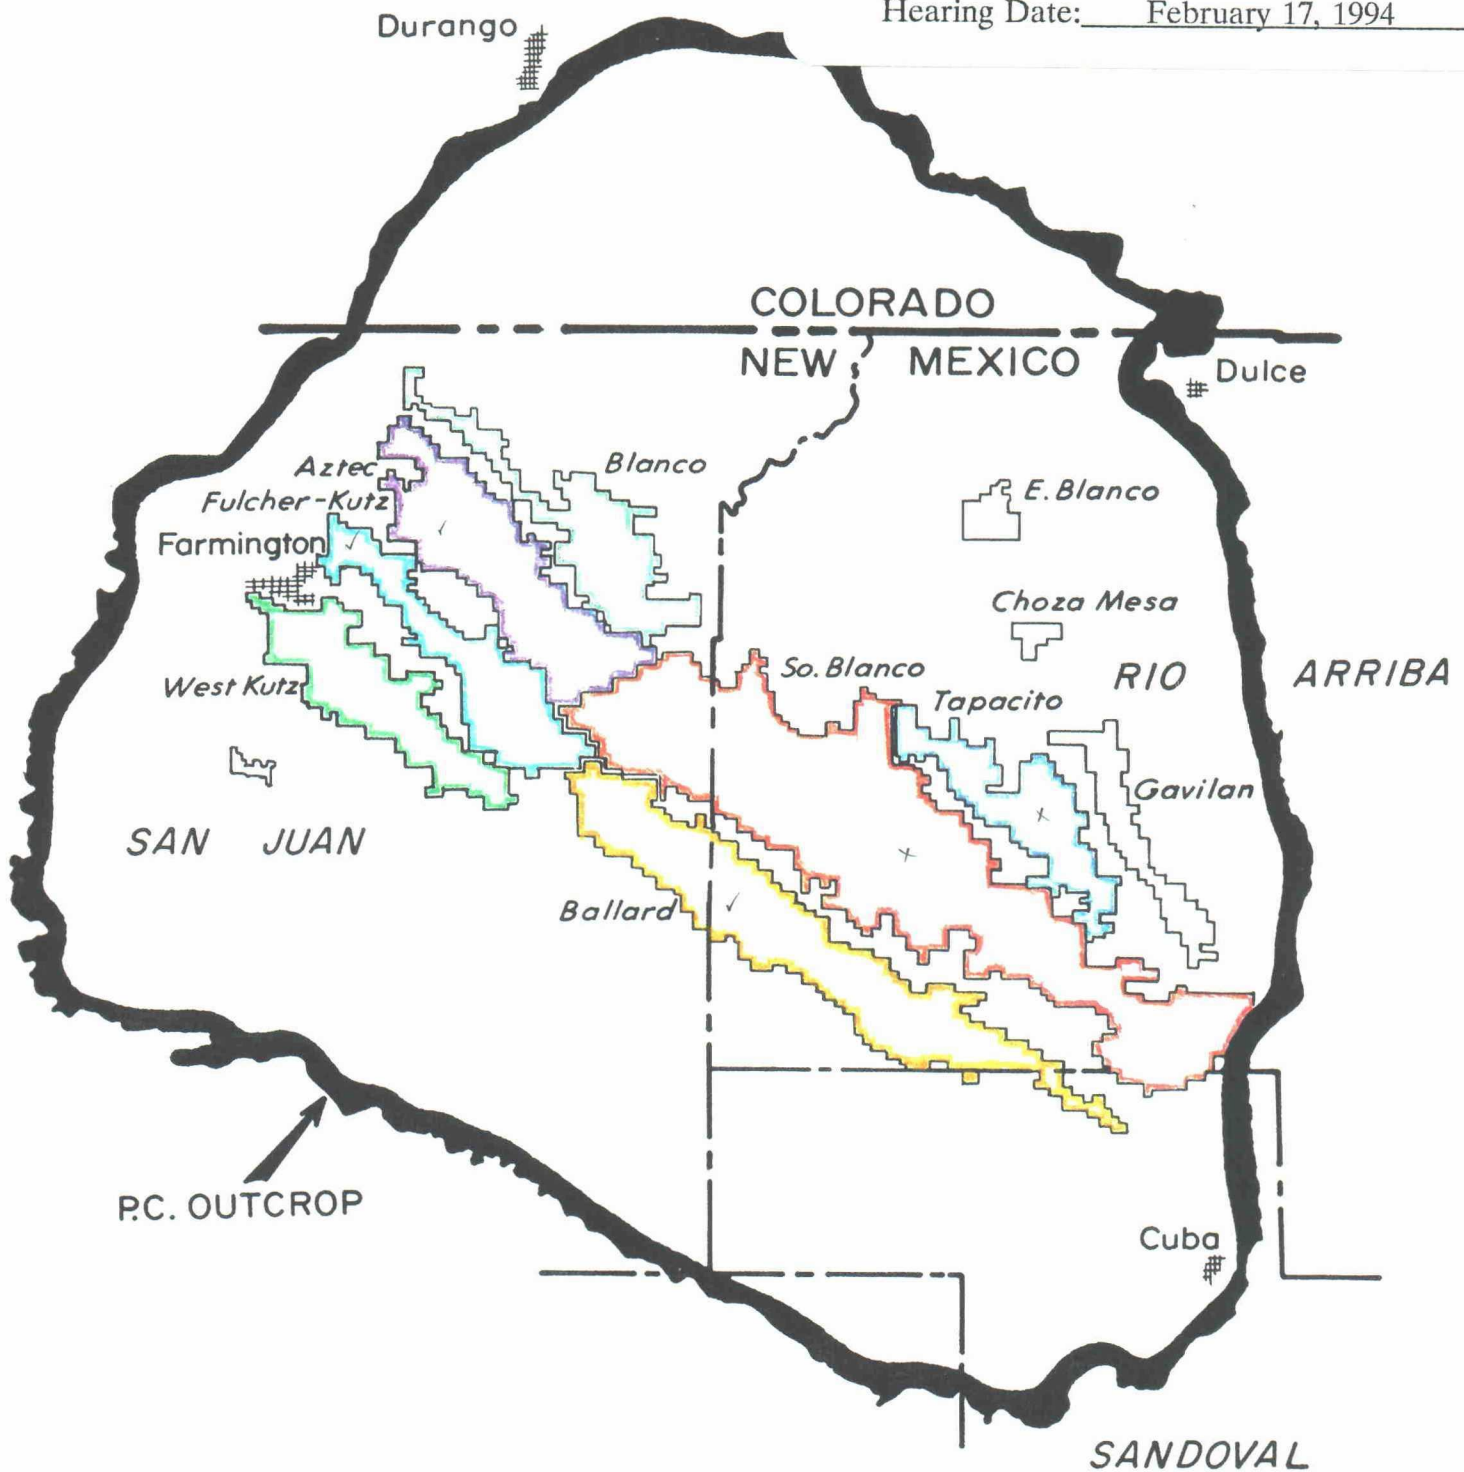 Hearing Date: February 17, 1994
Durango
COLORADO
NEW MEXICO
Dulce
Aztec
Blanco
Fulcher-Kutz
E. Blanco
Farmington
Choza Mesa
So. Blanco
RIO ARRIBA
West Kutz
Tapacito
Gavilan
SAN JUAN
Ballard
P.C. OUTCROP
Cuba
SANDOVAL